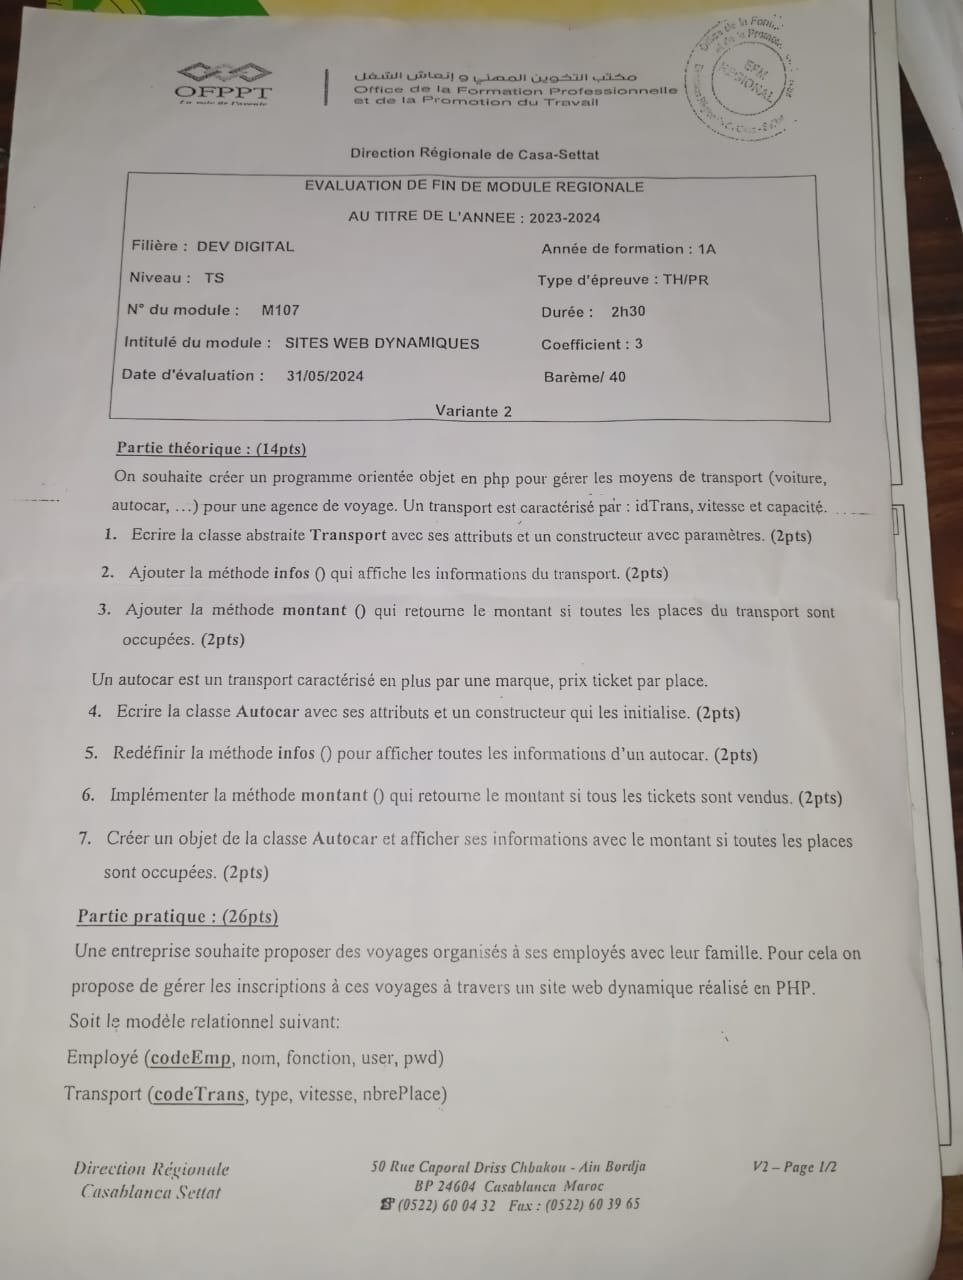 OFPPT
La voie de l'avenir
مكتب التكوين المهني و إنعاش الشغل
Office de la Formation Professionnelle
et de la Promotion du Travail
EFM
REGIONAL
Direction Régionale de Casa-Settat
EVALUATION DE FIN DE MODULE REGIONALE
AU TITRE DE L'ANNEE : 2023-2024
Filière : DEV DIGITAL Année de formation : 1A
Niveau : TS Type d'épreuve : TH/PR
N° du module : M107 Durée : 2h30
Intitulé du module : SITES WEB DYNAMIQUES Coefficient : 3
Date d'évaluation : 31/05/2024 Barème/ 40
Variante 2
Partie théorique : (14pts)
On souhaite créer un programme orientée objet en php pour gérer les moyens de transport (voiture,
autocar, …) pour une agence de voyage. Un transport est caractérisé par : idTrans, vitesse et capacité.
1. Ecrire la classe abstraite Transport avec ses attributs et un constructeur avec paramètres. (2pts)
2. Ajouter la méthode infos () qui affiche les informations du transport. (2pts)
3. Ajouter la méthode montant () qui retourne le montant si toutes les places du transport sont
occupées. (2pts)
Un autocar est un transport caractérisé en plus par une marque, prix ticket par place.
4. Ecrire la classe Autocar avec ses attributs et un constructeur qui les initialise. (2pts)
5. Redéfinir la méthode infos () pour afficher toutes les informations d'un autocar. (2pts)
6. Implémenter la méthode montant () qui retourne le montant si tous les tickets sont vendus. (2pts)
7. Créer un objet de la classe Autocar et afficher ses informations avec le montant si toutes les places
sont occupées. (2pts)
Partie pratique : (26pts)
Une entreprise souhaite proposer des voyages organisés à ses employés avec leur famille. Pour cela on
propose de gérer les inscriptions à ces voyages à travers un site web dynamique réalisé en PHP.
Soit le modèle relationnel suivant:
Employé (codeEmp, nom, fonction, user, pwd)
Transport (codeTrans, type, vitesse, nbrePlace)
Direction Régionale 50 Rue Caporal Driss Chbakou - Ain Bordja V2 – Page 1/2
Casablanca Settat BP 24604 Casablanca Maroc
☎ (0522) 60 04 32 Fax : (0522) 60 39 65